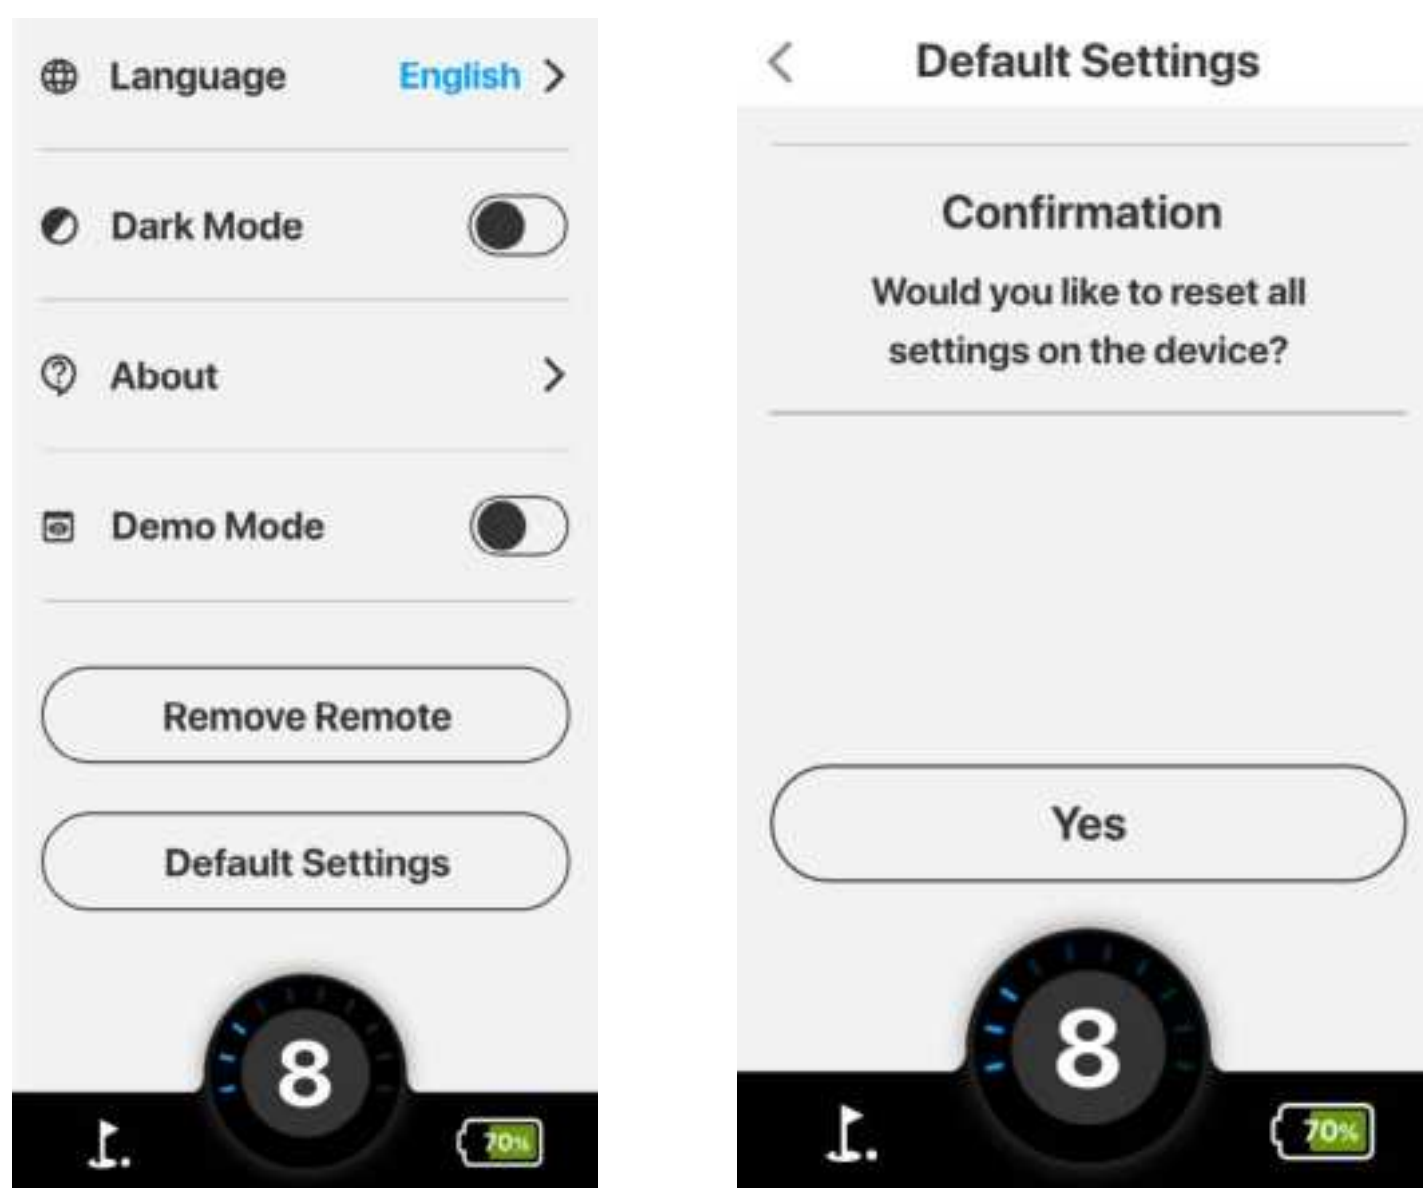 Language English
Dark Mode
About
Demo Mode
Remove Remote
Default Settings
8
70%
Default Settings
Confirmation
Would you like to reset all
settings on the device?
Yes
8
70%